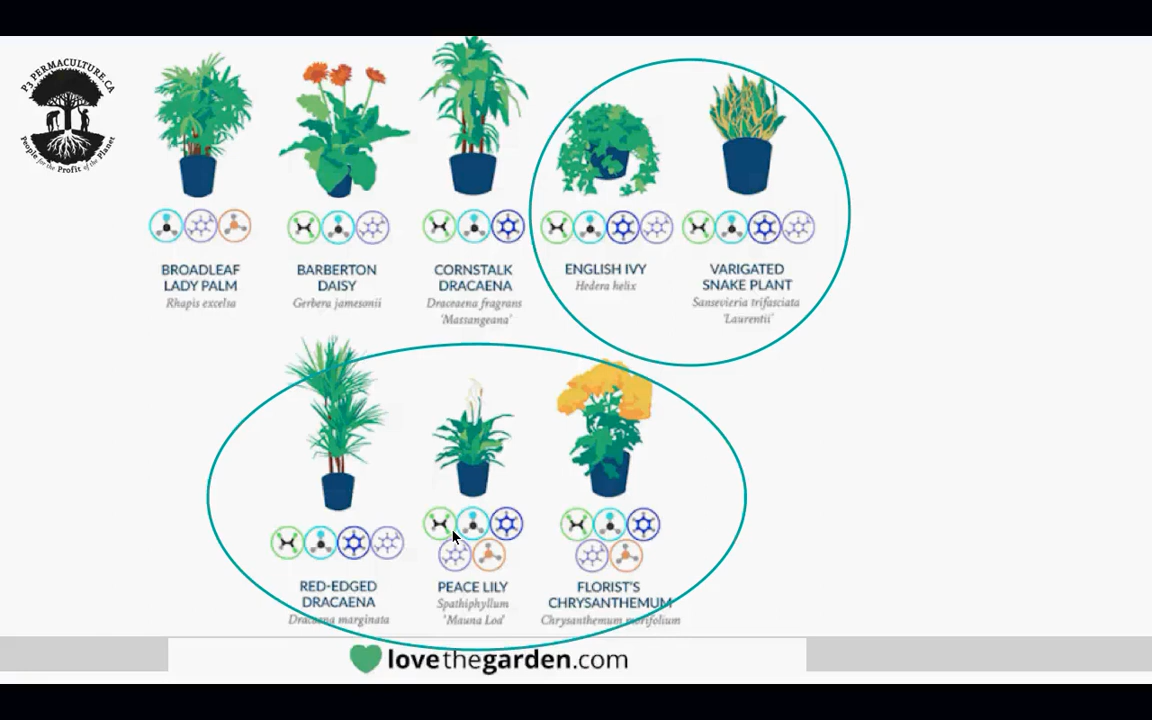 P3 PERMACULTURE.CA
People for the Profit of the Planet
BROADLEAF
LADY PALM
Rhapis excelsa
BARBERTON
DAISY
Gerbera jamesonii
CORNSTALK
DRACAENA
Dracaena fragrans
'Massangeana'
ENGLISH IVY
Hedera helix
VARIGATED
SNAKE PLANT
Sansevieria trifasciata
'Laurentii'
RED-EDGED
DRACAENA
Dracaena marginata
PEACE LILY
Spathiphyllum
'Mauna Loa'
FLORIST'S
CHRYSANTHEMUM
Chrysanthemum morifolium
lovethegarden.com